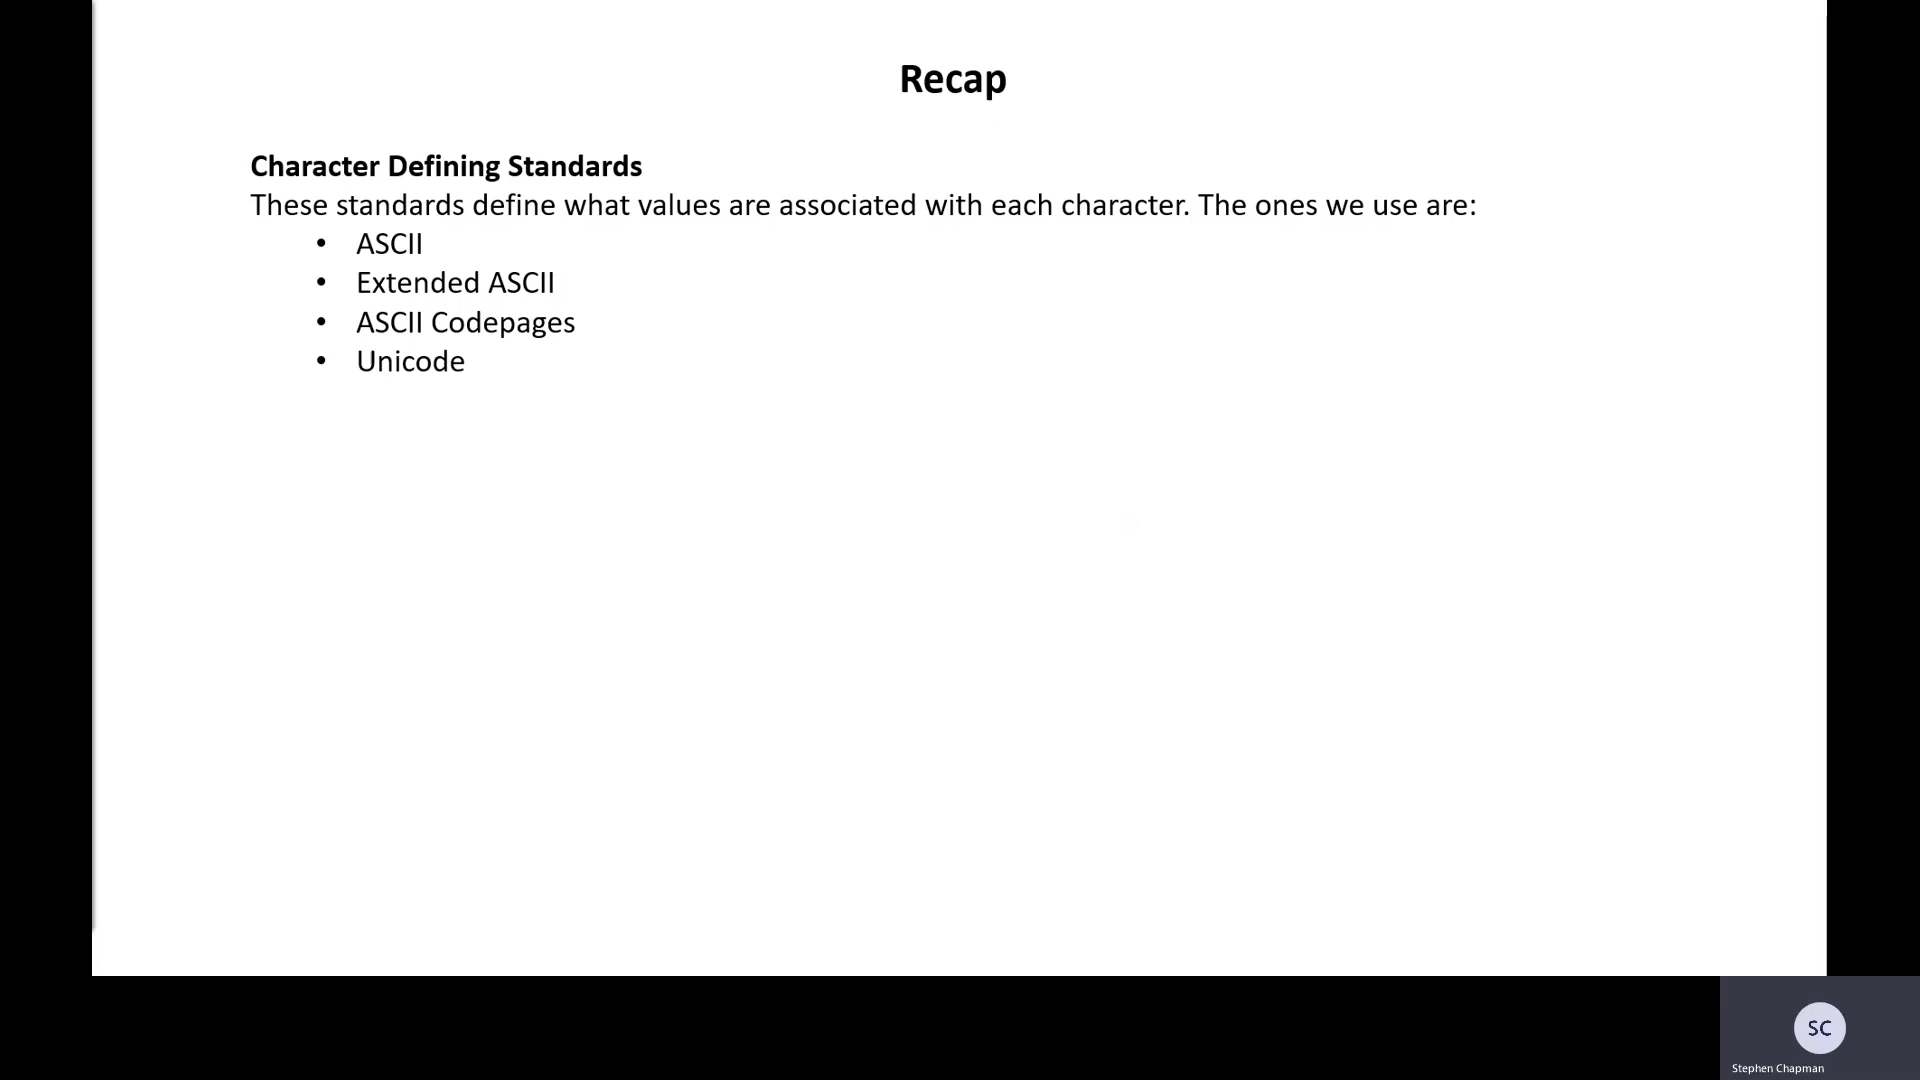 Recap
Character Defining Standards
These standards define what values are associated with each character. The ones we use are:
• ASCII
• Extended ASCII
• ASCII Codepages
• Unicode
SC
Stephen Chapman